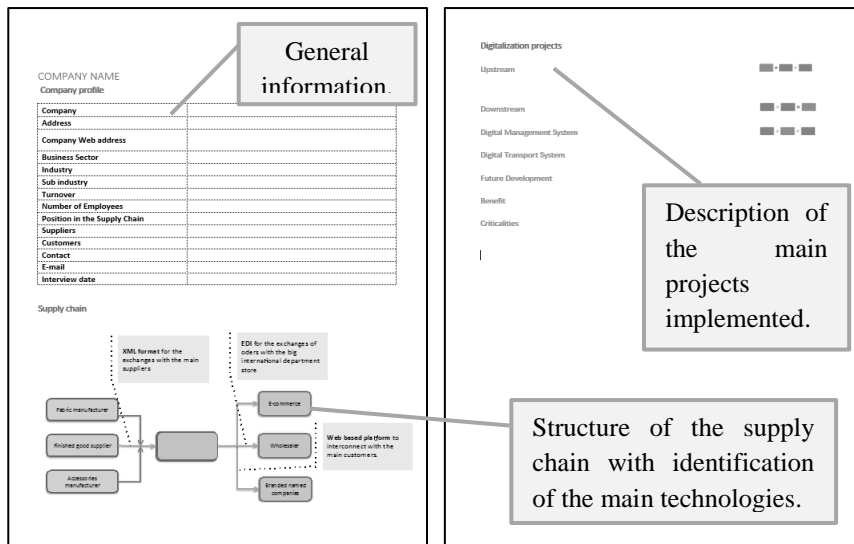 General
information.
COMPANY NAME
Company profile
Company
Address
Company Web address
Business Sector
Industry
Sub industry
Turnover
Number of Employees
Position in the Supply Chain
Suppliers
Customers
Contact
E-mail
Interview date
Supply chain
XML format for the
exchanges with the main
suppliers
EDI for the exchanges of
oders with the big
international department
store
Fabric manufacturer
Finished good supplier
Accessories
manufacturer
E-commerce
Wholesaler
Branded named
companies
Web based platform to
interconnect with the
main customers.
Digitalization projects
Upstream
Downstream
Digital Management System
Digital Transport System
Future Development
Benefit
Criticalities
Description of
the main
projects
implemented.
Structure of the supply
chain with identification
of the main technologies.